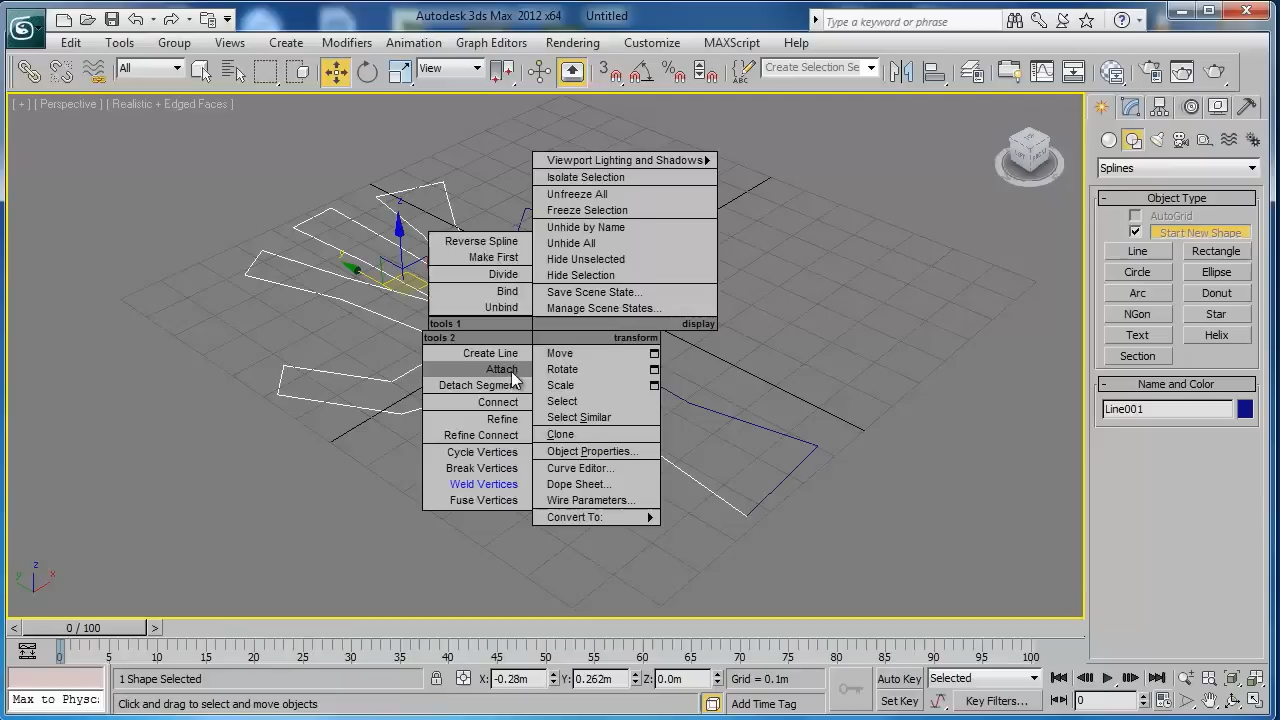 Autodesk 3ds Max 2012 x64 Untitled
Type a keyword or phrase
Edit Tools Group Views Create Modifiers Animation Graph Editors Rendering Customize MAXScript Help
All
View
Create Selection Se
[ + ] [ Perspective ] [ Realistic + Edged Faces ]
Viewport Lighting and Shadows
Isolate Selection
Unfreeze All
Freeze Selection
Unhide by Name
Unhide All
Hide Unselected
Hide Selection
Save Scene State...
Manage Scene States...
display
Reverse Spline
Make First
Divide
Bind
Unbind
tools 1
tools 2
Create Line
Attach
Detach Segment
Connect
Refine
Refine Connect
Cycle Vertices
Break Vertices
Weld Vertices
Fuse Vertices
transform
Move
Rotate
Scale
Select
Select Similar
Clone
Object Properties...
Curve Editor...
Dope Sheet...
Wire Parameters...
Convert To:
z
x
y
z
Splines
- Object Type
AutoGrid
Start New Shape
Line Rectangle
Circle Ellipse
Arc Donut
NGon Star
Text Helix
Section
- Name and Color
Line001
< 0 / 100 >
0 5 10 15 20 25 30 35 40 45 50 55 60 65 70 75 80 85 90 95 100
1 Shape Selected
X: -0.28m Y: 0.262m Z: 0.0m Grid = 0.1m
Auto Key Selected
Max to Physc:
Click and drag to select and move objects
Add Time Tag
Set Key Key Filters... 0